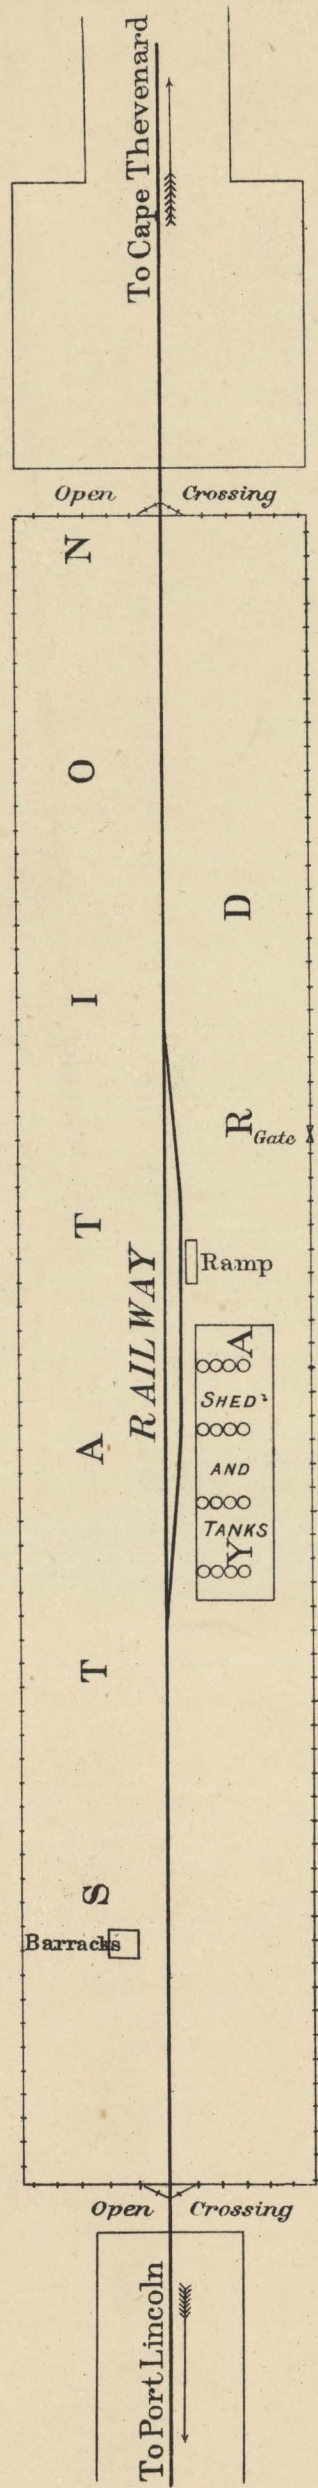 To Cape Thevenard
Open Crossing
STATION
YARD
RAILWAY
Gate
Ramp
SHED
AND
TANKS
Barracks
Open Crossing
To Port Lincoln